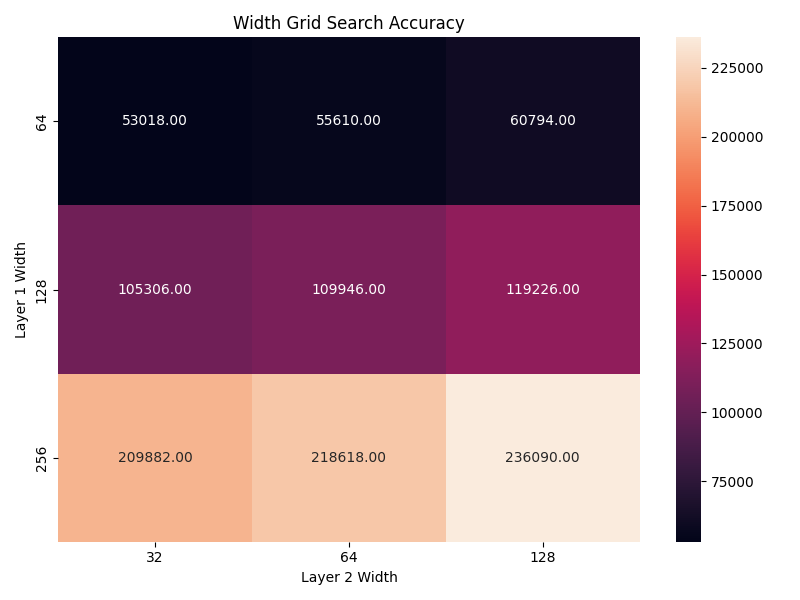 Width Grid Search Accuracy
Layer 1 Width
64
53018.00 55610.00 60794.00
128
105306.00 109946.00 119226.00
256
209882.00 218618.00 236090.00
32 64 128
Layer 2 Width
225000
200000
175000
150000
125000
100000
75000